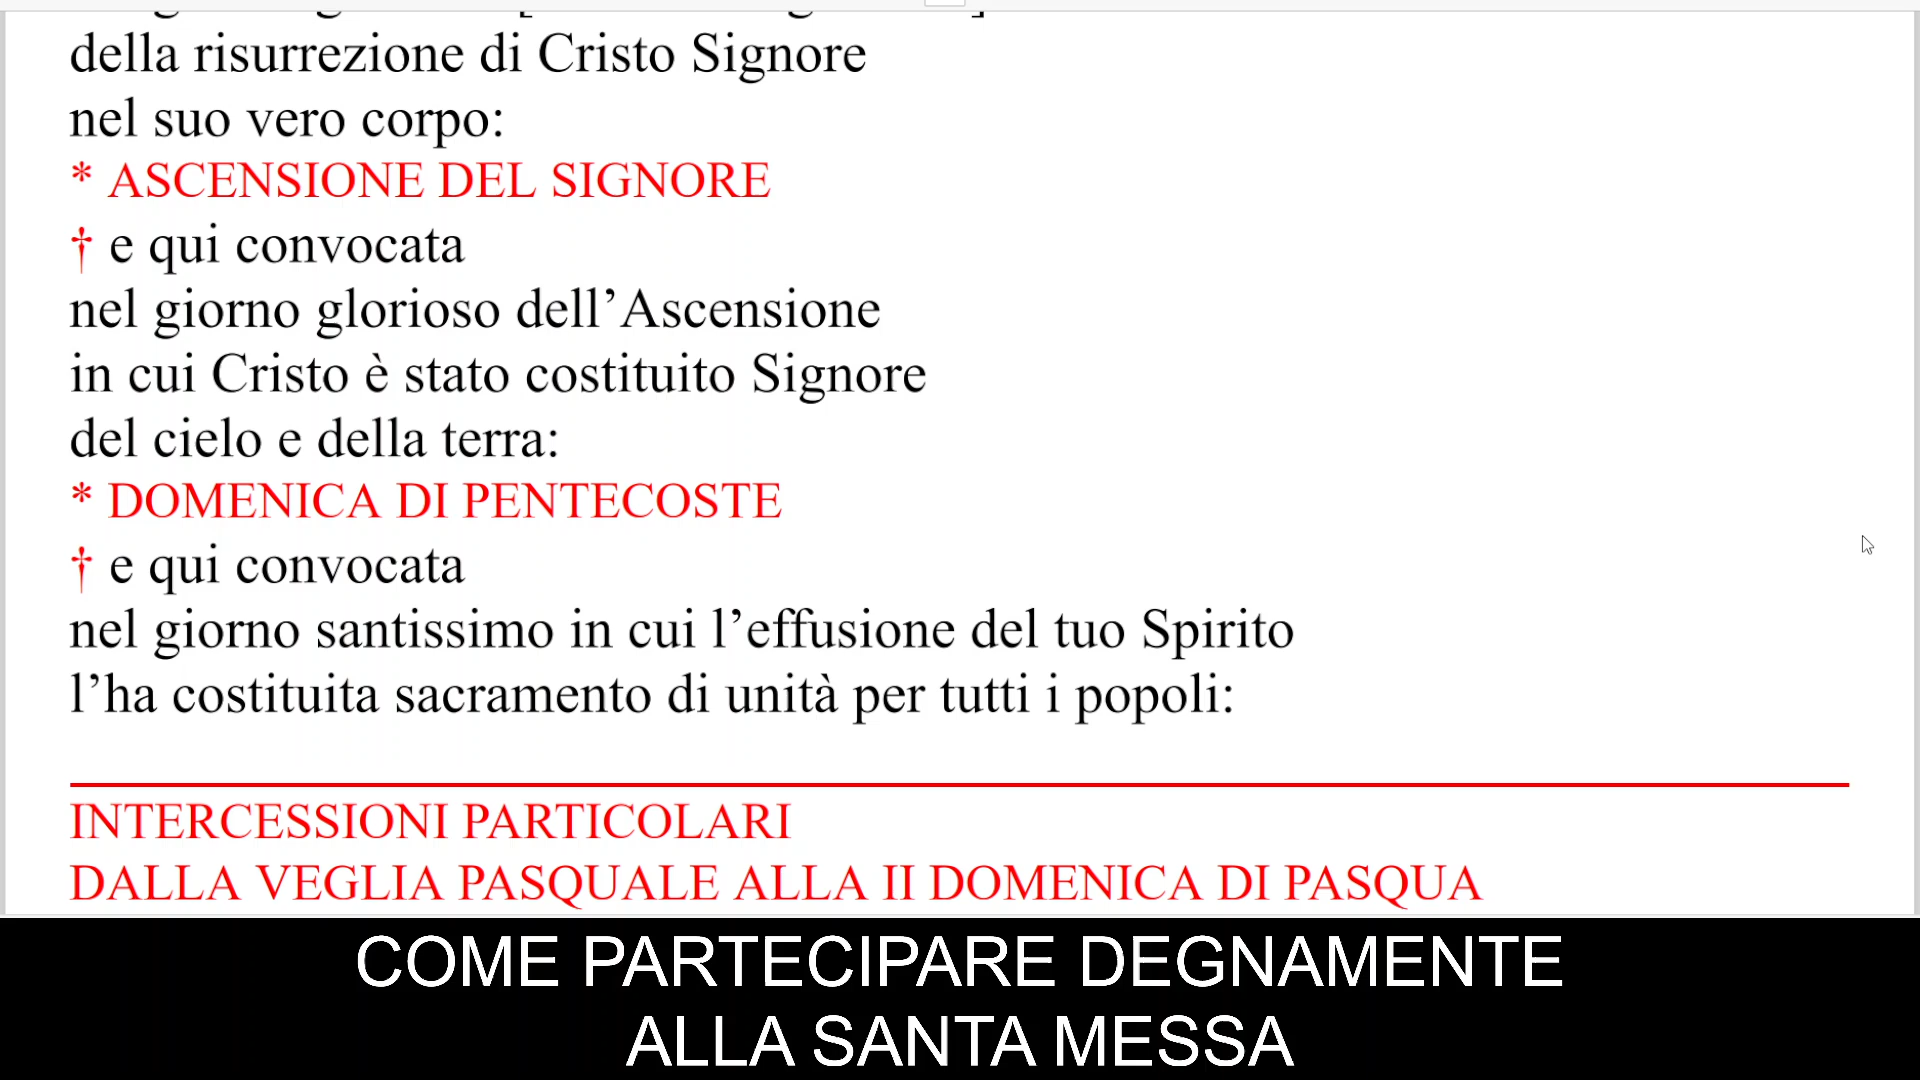 della risurrezione di Cristo Signore
nel suo vero corpo:
* ASCENSIONE DEL SIGNORE
† e qui convocata
nel giorno glorioso dell’Ascensione
in cui Cristo è stato costituito Signore
del cielo e della terra:
* DOMENICA DI PENTECOSTE
† e qui convocata
nel giorno santissimo in cui l’effusione del tuo Spirito
l’ha costituita sacramento di unità per tutti i popoli:
INTERCESSIONI PARTICOLARI
DALLA VEGLIA PASQUALE ALLA II DOMENICA DI PASQUA
COME PARTECIPARE DEGNAMENTE
ALLA SANTA MESSA